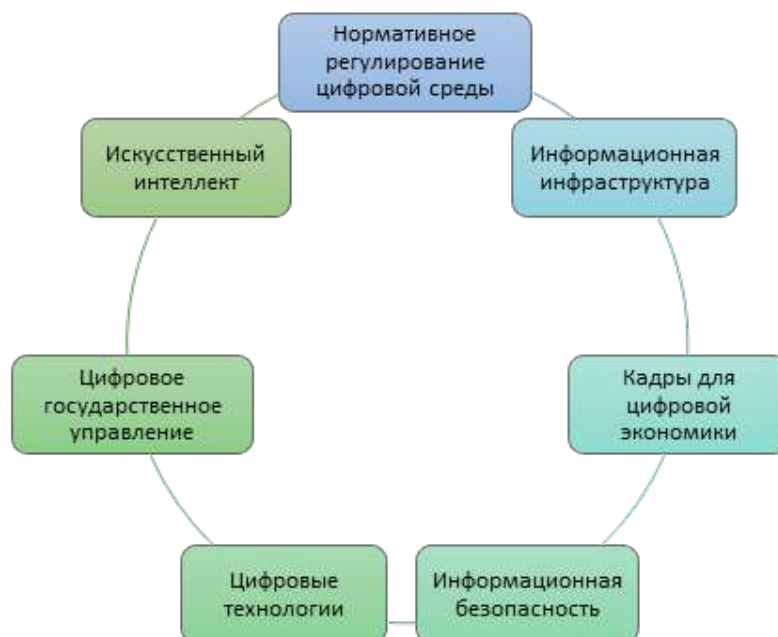 Нормативное
регулирование
цифровой среды
Информационная
инфраструктура
Кадры для
цифровой
экономики
Информационная
безопасность
Цифровые
технологии
Цифровое
государственное
управление
Искусственный
интеллект